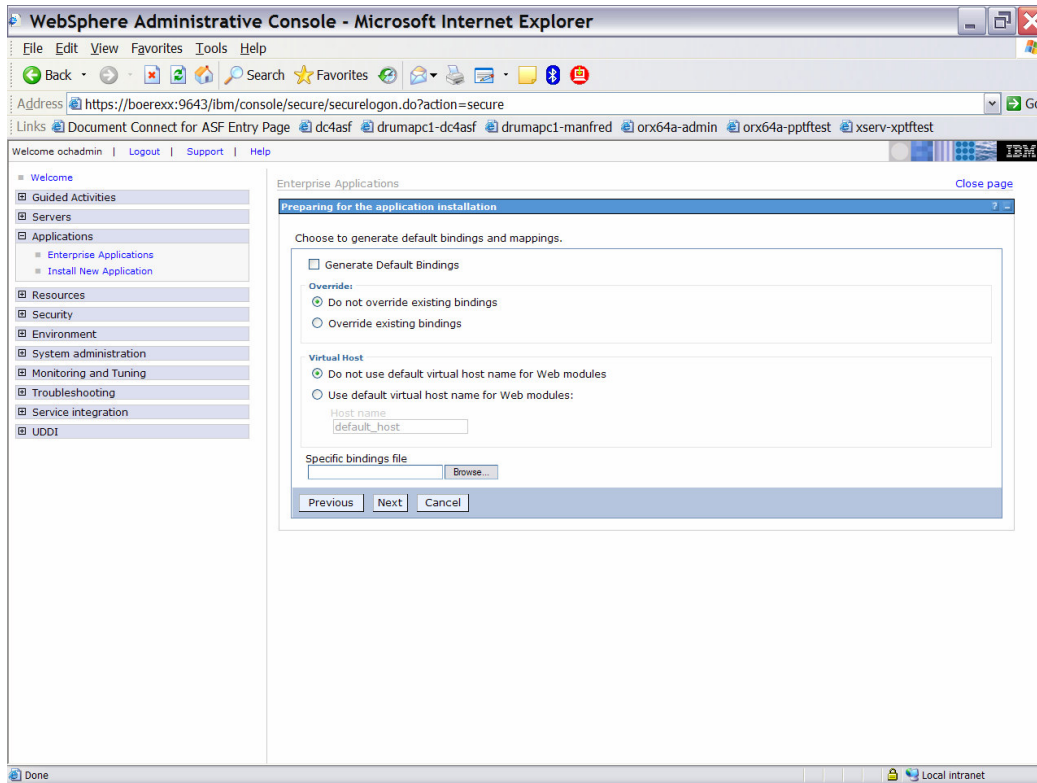 WebSphere Administrative Console - Microsoft Internet Explorer
File Edit View Favorites Tools Help
Back Search Favorites
Address https://boerexx:9643/ibm/console/secure/securelogon.do?action=secure Go
Links Document Connect for ASF Entry Page dc4asf drumapc1-dc4asf drumapc1-manfred orx64a-admin orx64a-pptftest xserv-xptftest
Welcome ochadmin | Logout | Support | Help IBM
Welcome
Guided Activities
Servers
Applications
Enterprise Applications
Install New Application
Resources
Security
Environment
System administration
Monitoring and Tuning
Troubleshooting
Service integration
UDDI
Enterprise Applications Close page
Preparing for the application installation ? –
Choose to generate default bindings and mappings.
Generate Default Bindings
Override:
Do not override existing bindings
Override existing bindings
Virtual Host
Do not use default virtual host name for Web modules
Use default virtual host name for Web modules:
Host name
default_host
Specific bindings file
Browse...
Previous Next Cancel
Done Local intranet